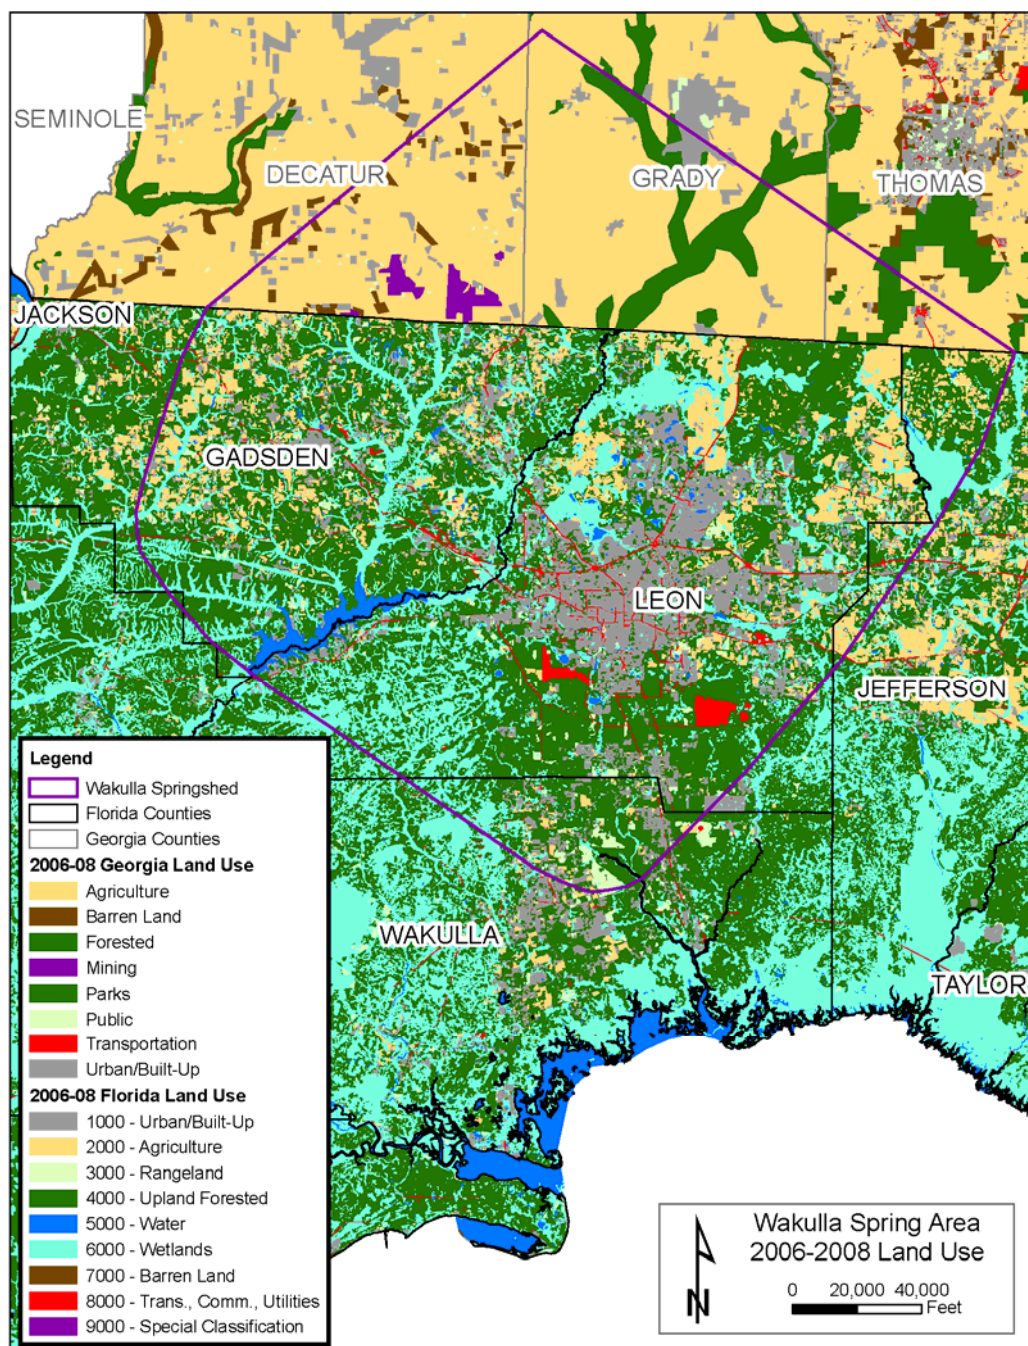 SEMINOLE
DECATUR
GRADY
THOMAS
JACKSON
GADSDEN
LEON
JEFFERSON
WAKULLA
TAYLOR
Legend
Wakulla Springshed
Florida Counties
Georgia Counties
2006-08 Georgia Land Use
Agriculture
Barren Land
Forested
Mining
Parks
Public
Transportation
Urban/Built-Up
2006-08 Florida Land Use
1000 - Urban/Built-Up
2000 - Agriculture
3000 - Rangeland
4000 - Upland Forested
5000 - Water
6000 - Wetlands
7000 - Barren Land
8000 - Trans., Comm., Utilities
9000 - Special Classification
Wakulla Spring Area
2006-2008 Land Use
N
0 20,000 40,000
Feet